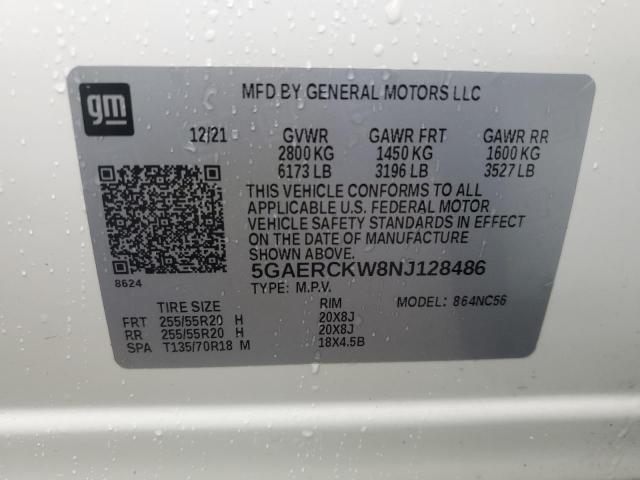 gm
MFD BY GENERAL MOTORS LLC
12/21 GVWR GAWR FRT GAWR RR
2800 KG 1450 KG 1600 KG
6173 LB 3196 LB 3527 LB
THIS VEHICLE CONFORMS TO ALL
APPLICABLE U.S. FEDERAL MOTOR
VEHICLE SAFETY STANDARDS IN EFFECT
ON THE DATE OF MANUFACTURE
SHOWN ABOVE.
8624
5GAERCKW8NJ128486
TYPE: M.P.V. MODEL: 864NC56
TIRE SIZE RIM
FRT 255/55R20 H 20X8J
RR 255/55R20 H 20X8J
SPA T135/70R18 M 18X4.5B